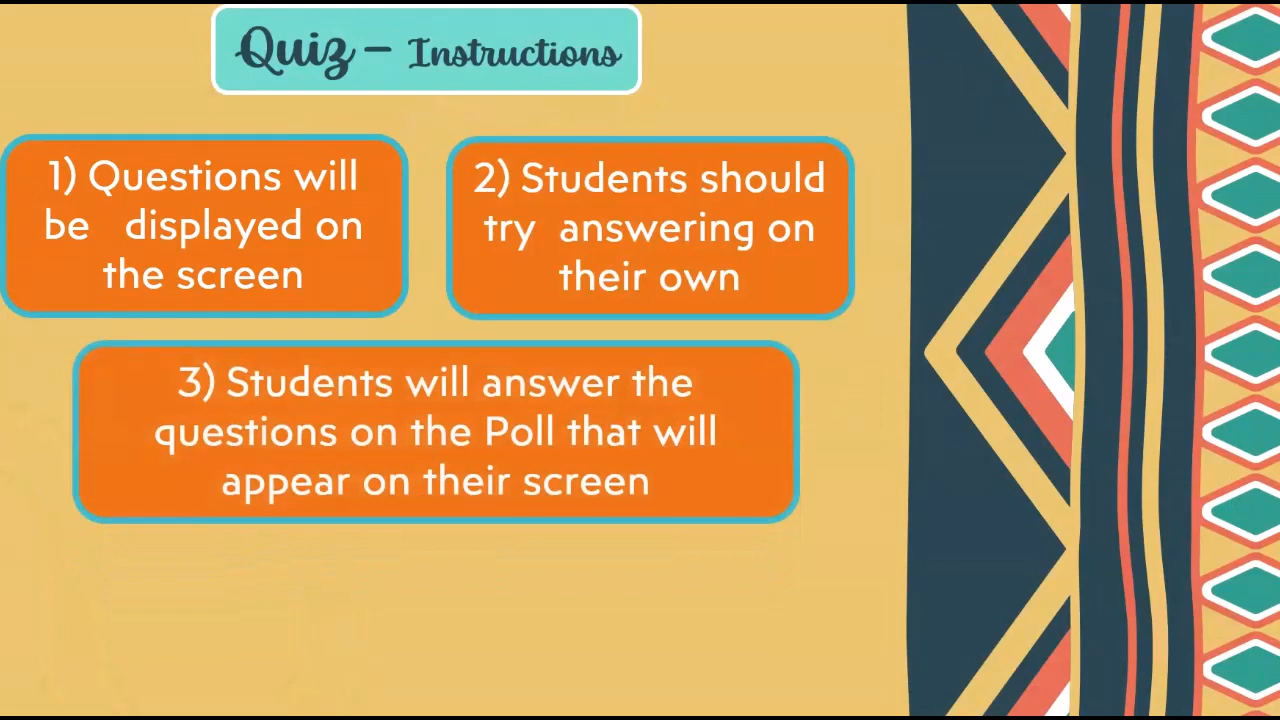 Quiz - Instructions
1) Questions will
be displayed on
the screen
2) Students should
try answering on
their own
3) Students will answer the
questions on the Poll that will
appear on their screen